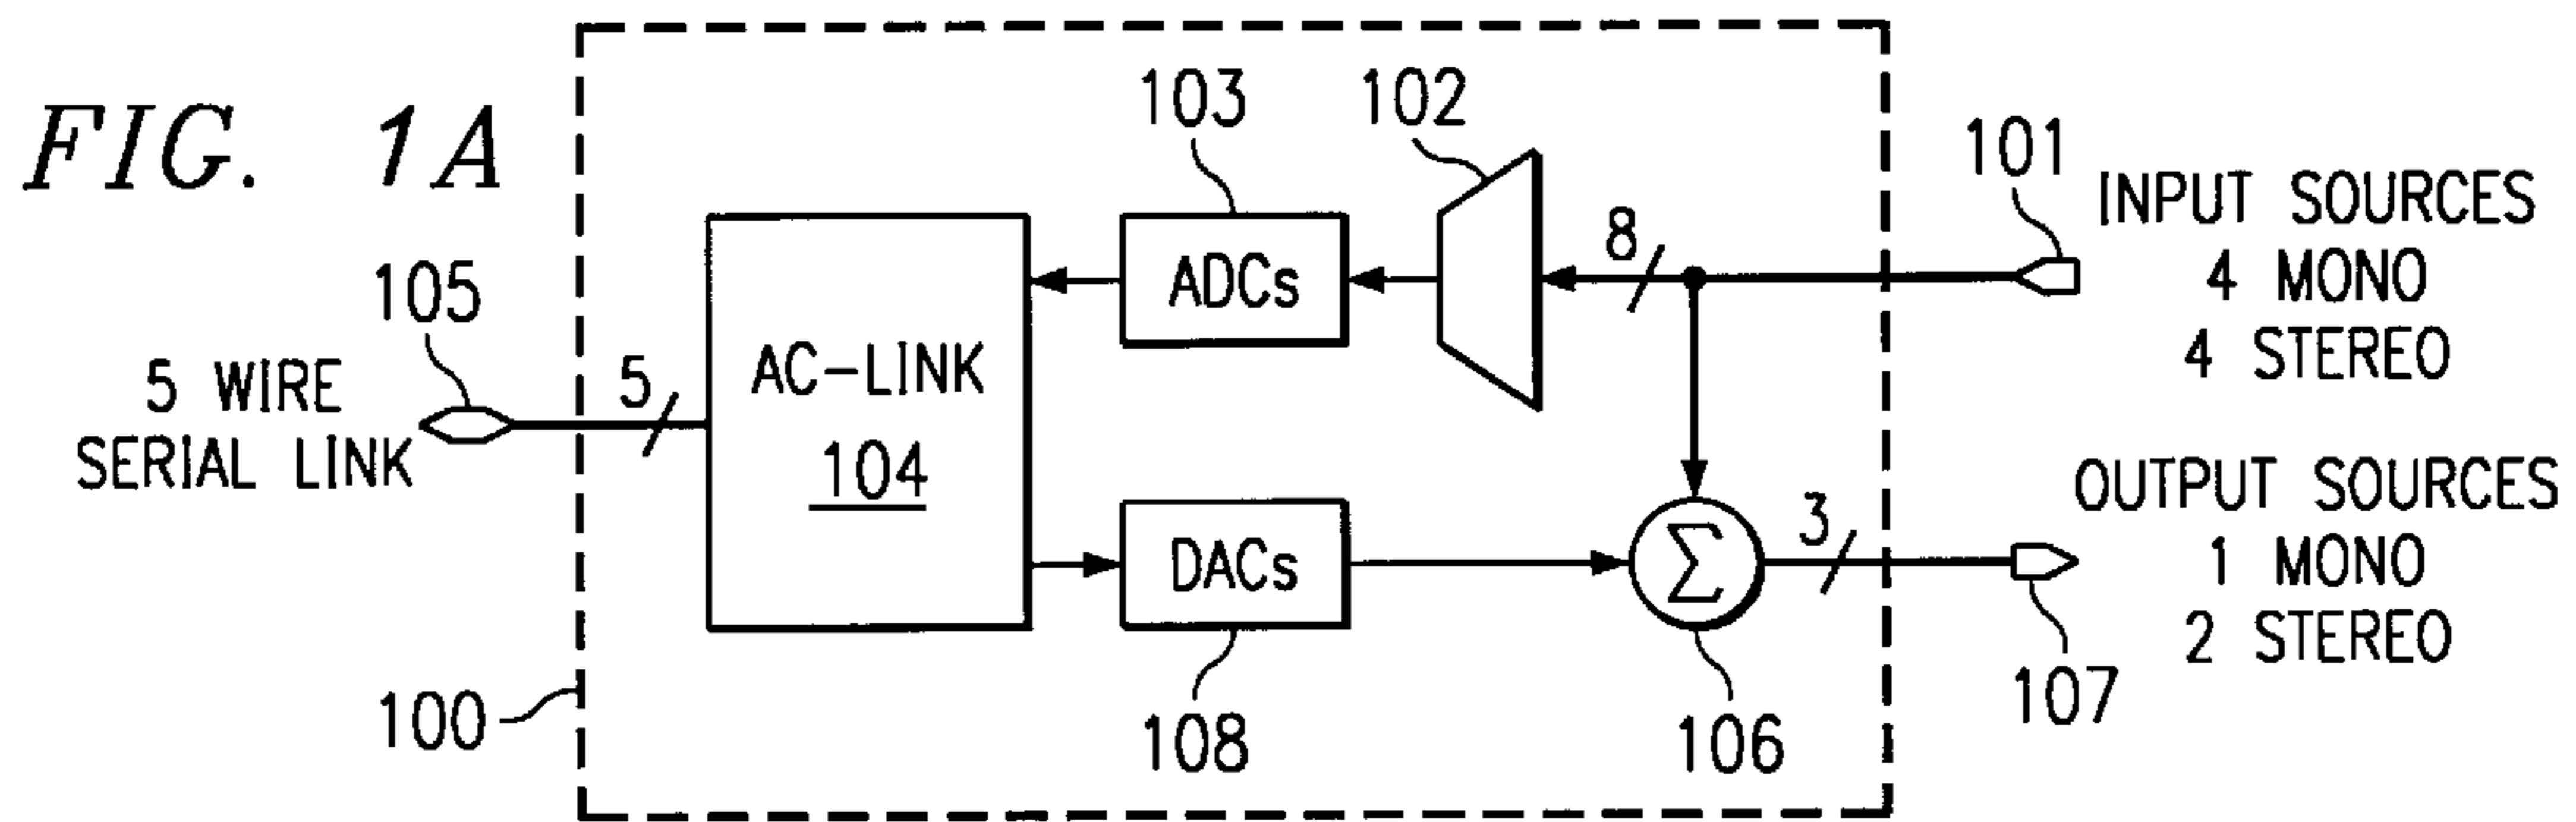 FIG. 1A
103
102
101
INPUT SOURCES
4 MONO
4 STEREO
8
ADCs
105
5 WIRE
SERIAL LINK
5
AC-LINK
104
DACs
Σ
3
OUTPUT SOURCES
1 MONO
2 STEREO
100
108
106
107